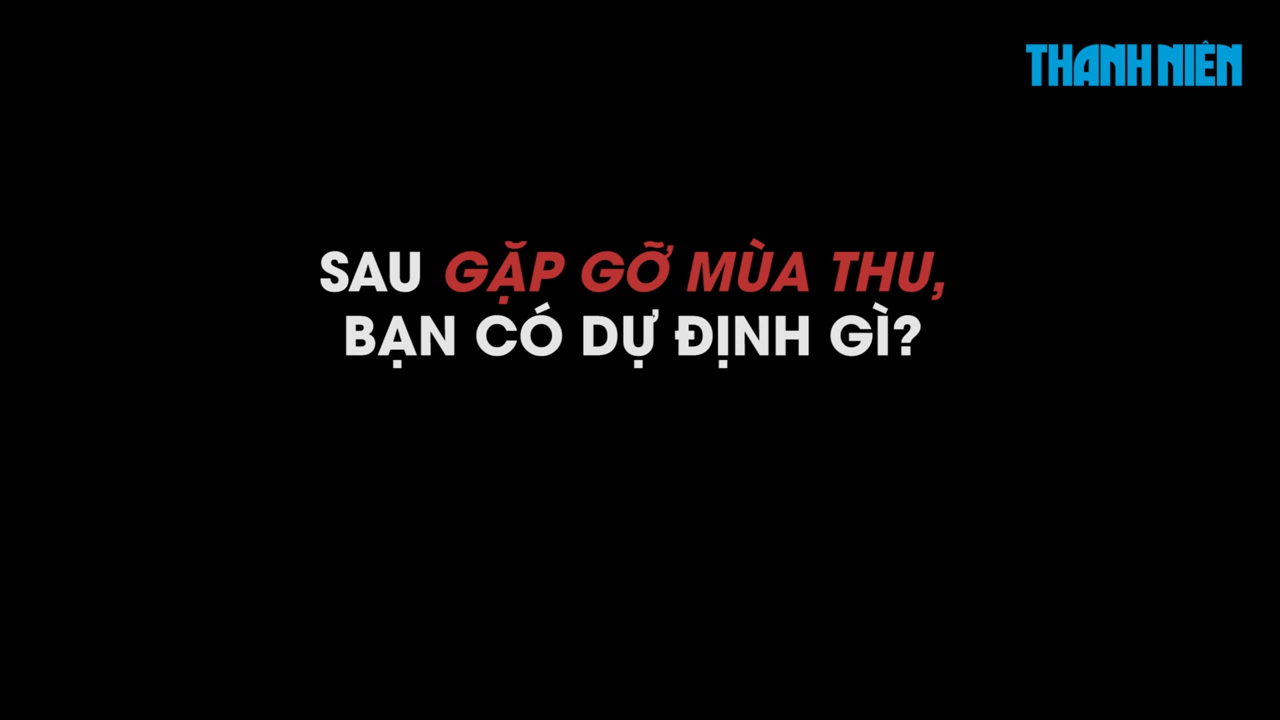 THANH NIÊN
SAU GẶP GỠ MÙA THU,
BẠN CÓ DỰ ĐỊNH GÌ?